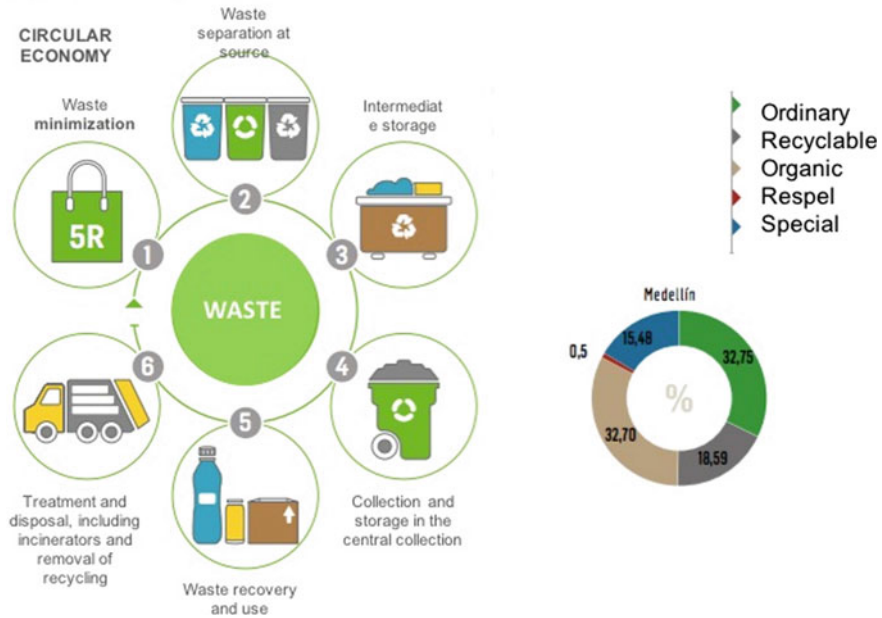 CIRCULAR
ECONOMY
Waste
separation at
source
Waste
minimization
Intermediat
e storage
5R
1
2
3
WASTE
6
5
4
Treatment and
disposal, including
incinerators and
removal of
recycling
Waste recovery
and use
Collection and
storage in the
central collection
Ordinary
Recyclable
Organic
Respel
Special
Medellín
15,48
32,75
0,5
%
32,70
18,59